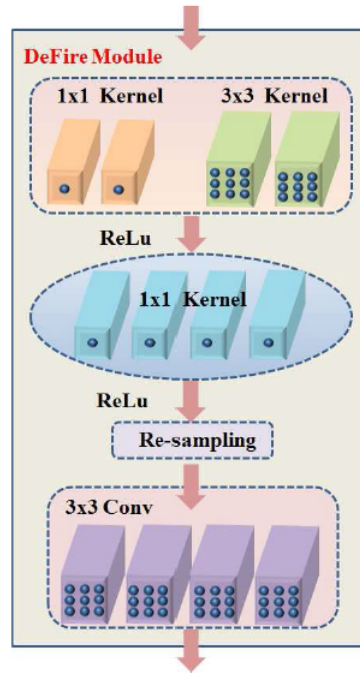 DeFire Module
1x1 Kernel 3x3 Kernel
ReLu
1x1 Kernel
ReLu
Re-sampling
3x3 Conv